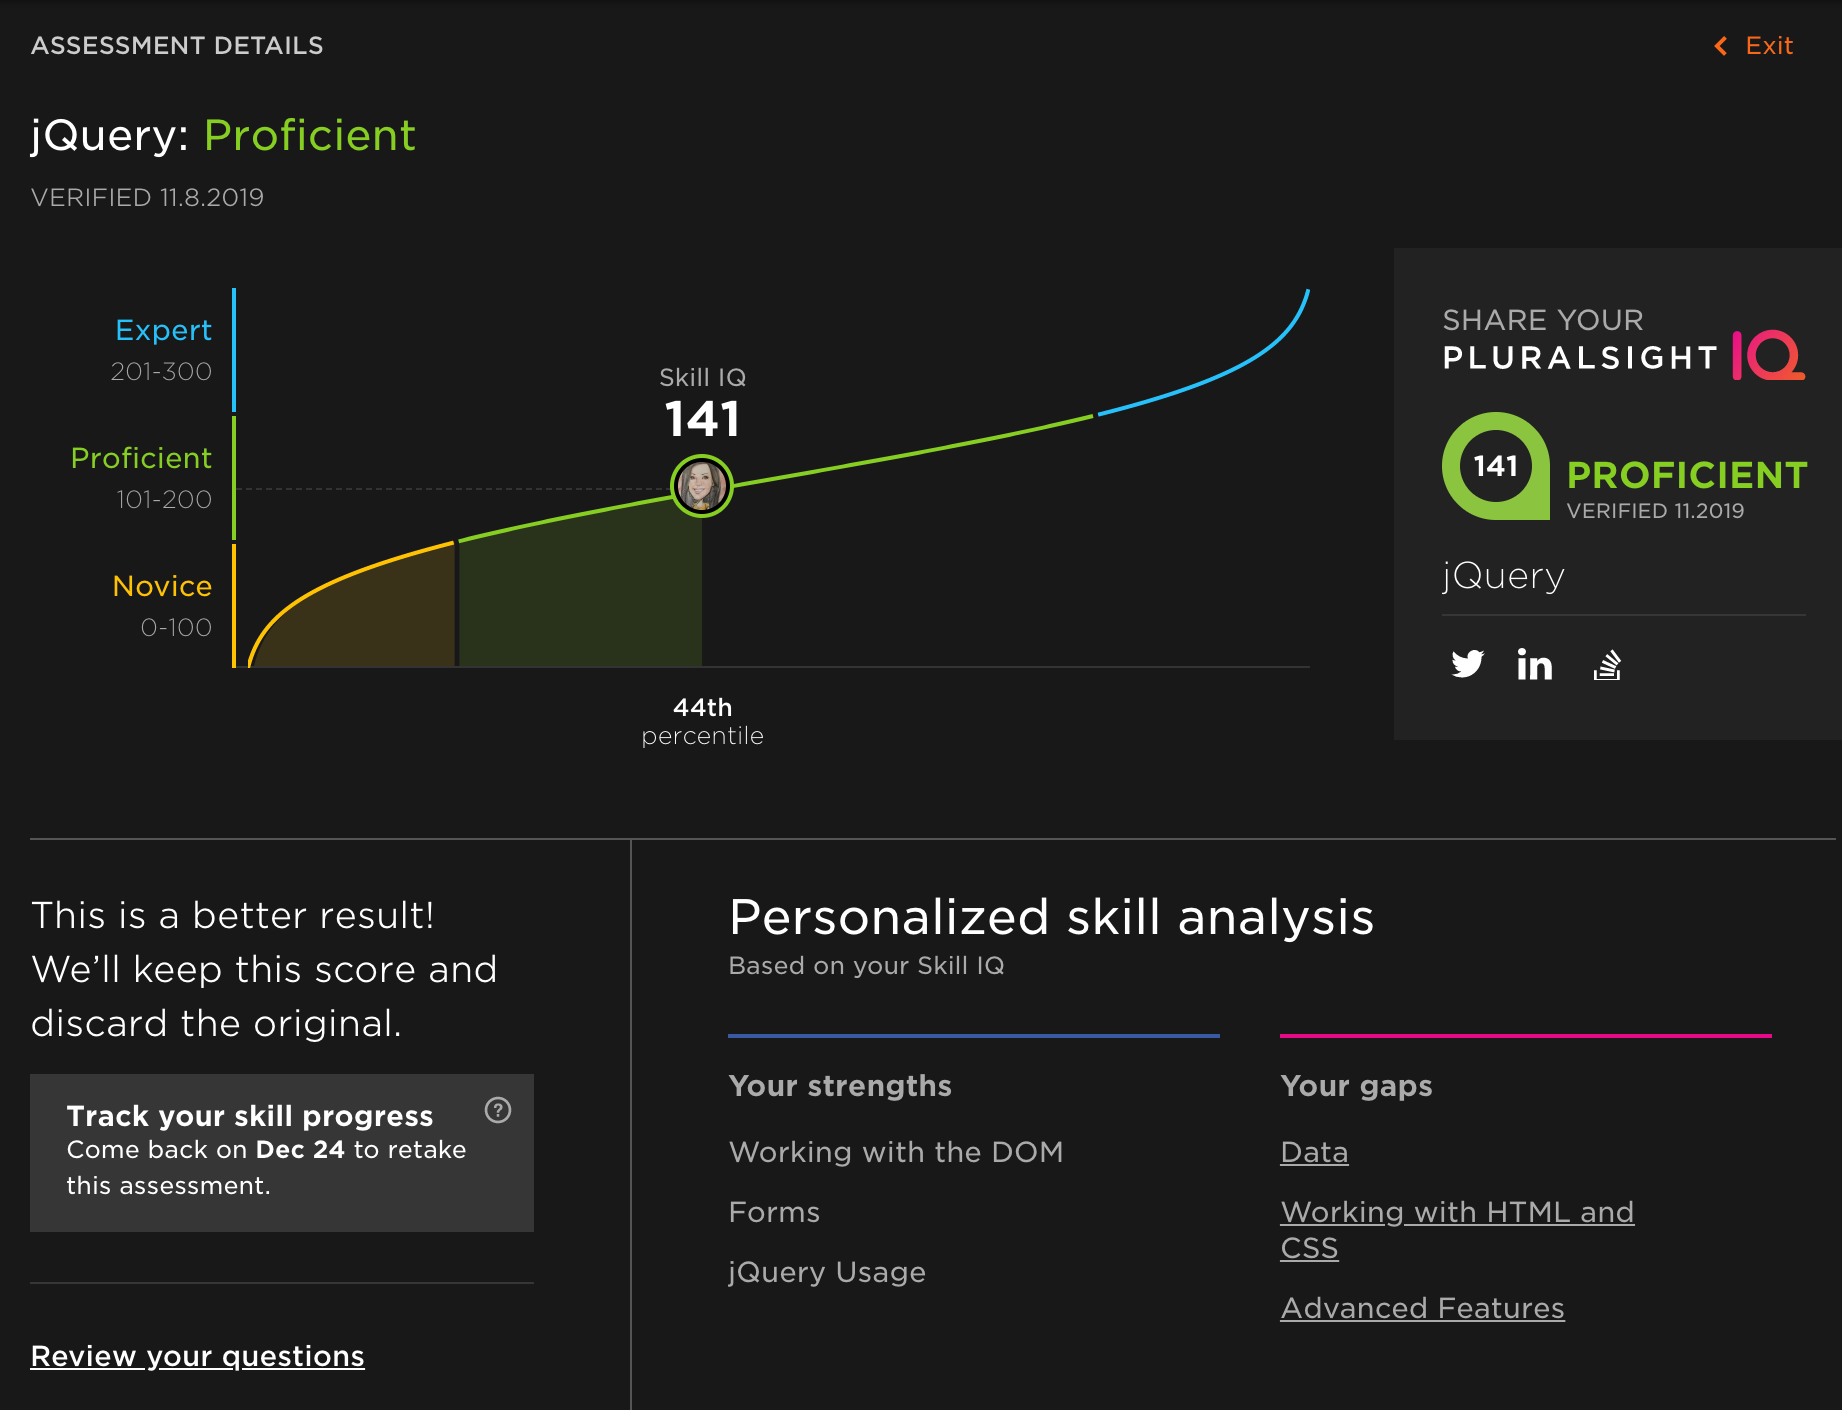 ASSESSMENT DETAILS
Exit
jQuery: Proficient
VERIFIED 11.8.2019
Expert
201-300
Proficient
101-200
Novice
0-100
Skill IQ
141
44th
percentile
SHARE YOUR
PLURALSIGHT IQ
141
PROFICIENT
VERIFIED 11.2019
jQuery
in
This is a better result!
We’ll keep this score and
discard the original.
Track your skill progress
?
Come back on Dec 24 to retake
this assessment.
Review your questions
Personalized skill analysis
Based on your Skill IQ
Your strengths
Working with the DOM
Forms
jQuery Usage
Your gaps
Data
Working with HTML and
CSS
Advanced Features